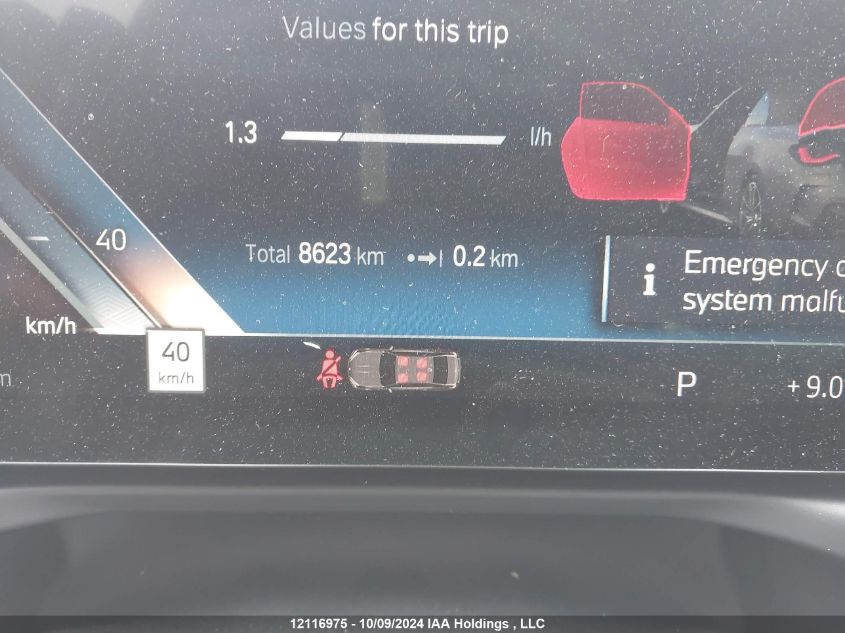 Values for this trip
1.3 l/h
40
Total 8623 km 0.2 km
Emergency
system
km/h
40
km/h
P
+ 9.0
12116975 - 10/09/2024 IAA Holdings , LLC